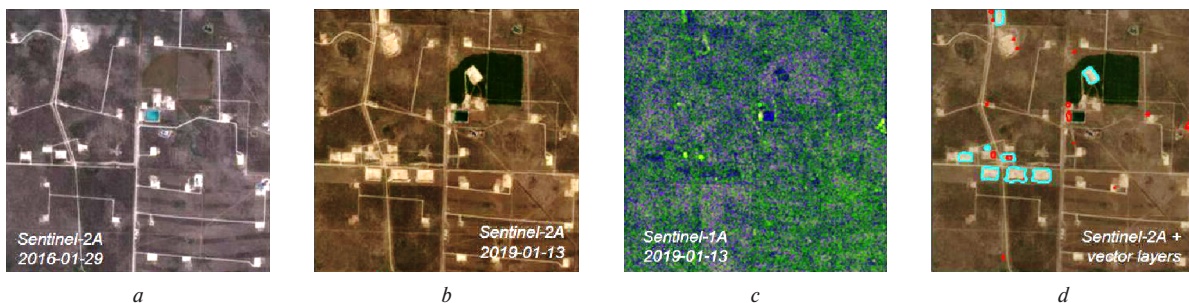 Sentinel-2A
2016-01-29
Sentinel-2A
2019-01-13
Sentinel-1A
2019-01-13
Sentinel-2A +
vector layers
a
b
c
d